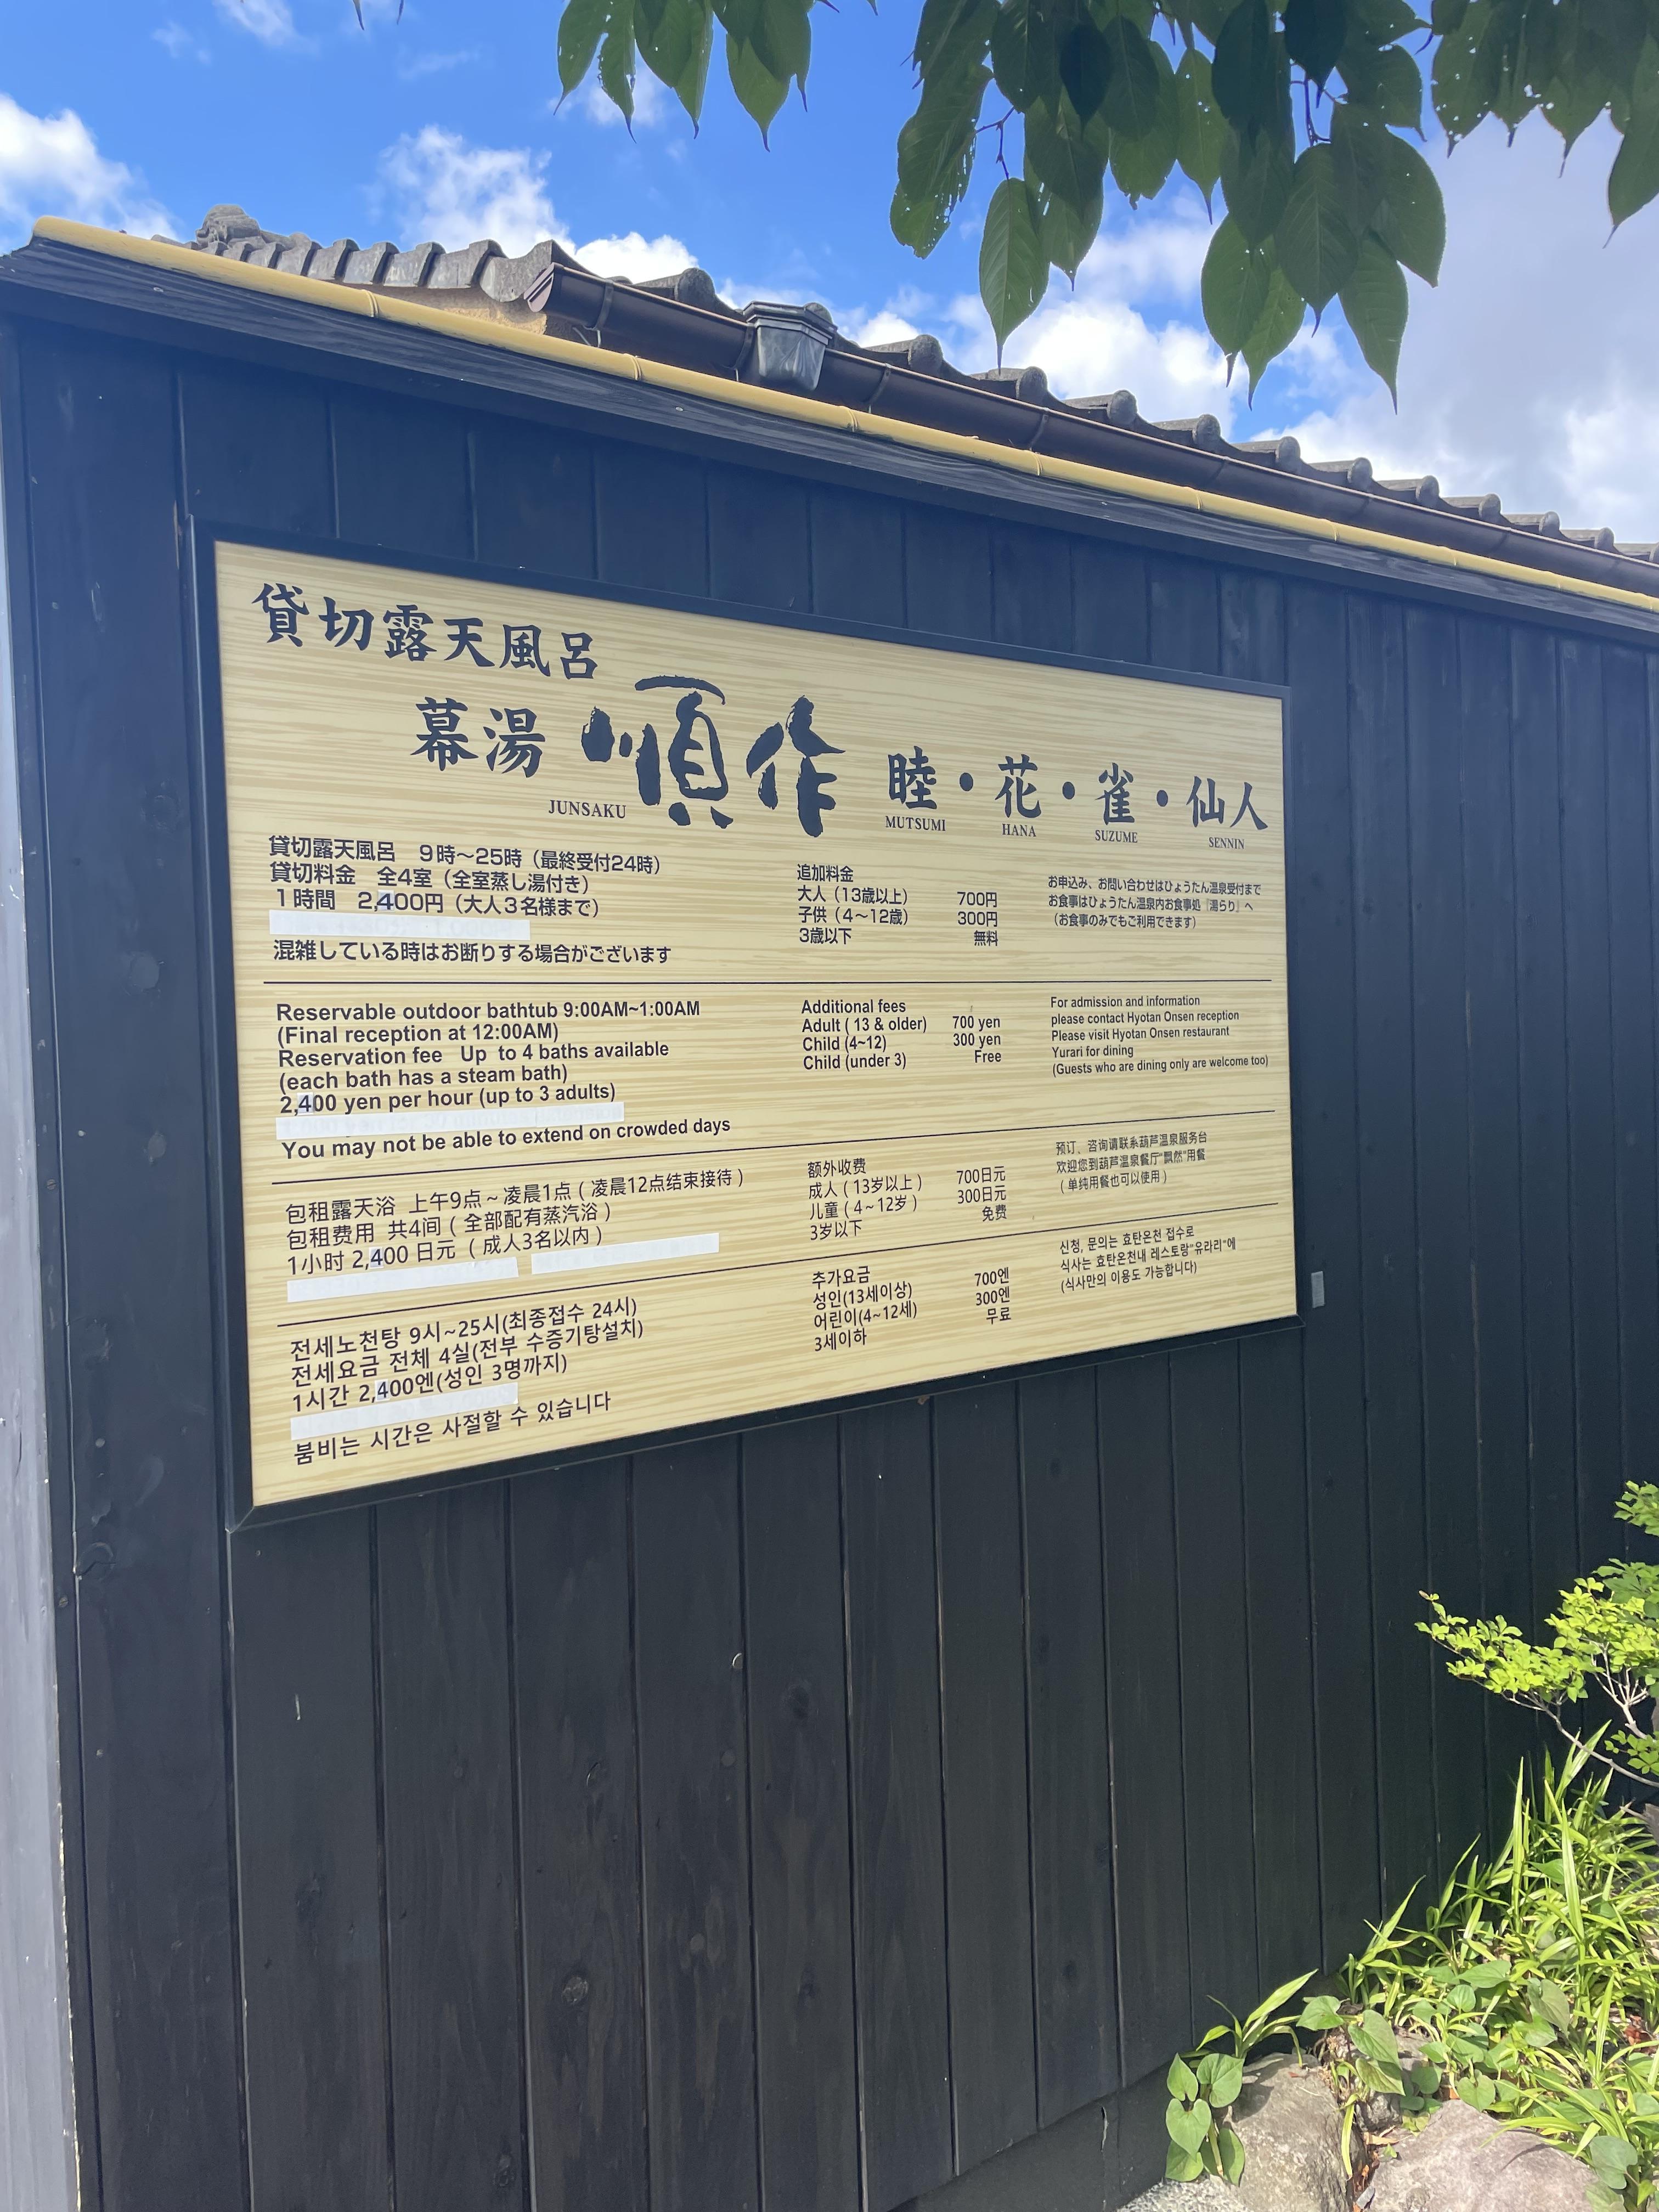 貸切露天風呂
幕湯 順作 睦・花・雀・仙人
JUNSAKU MUTSUMI HANA SUZUME SENNIN
貸切露天風呂 9時～25時（最終受付24時）
貸切料金 全4室（全室蒸し湯付き）
1時間 2,400円（大人3名様まで）
混雑している時はお断りする場合がございます
追加料金
大人（13歳以上） 700円
子供（4～12歳） 300円
3歳以下 無料
お申込み、お問い合わせはひょうたん温泉受付まで
お食事はひょうたん温泉内お食事処『湯らり』へ
（お食事のみでもご利用できます）
Reservable outdoor bathtub 9:00AM~1:00AM
(Final reception at 12:00AM)
Reservation fee Up to 4 baths available
(each bath has a steam bath)
2,400 yen per hour (up to 3 adults)
You may not be able to extend on crowded days
Additional fees
Adult ( 13 & older) 700 yen
Child (4~12) 300 yen
Child (under 3) Free
For admission and information
please contact Hyotan Onsen reception
Please visit Hyotan Onsen restaurant
Yurari for dining
(Guests who are dining only are welcome too)
包租露天浴 上午9点～凌晨1点（凌晨12点结束接待）
包租费用 共4间（全部配有蒸汽浴）
1小时 2,400 日元（成人3名以内）
额外收费
成人（13岁以上） 700日元
儿童（4～12岁） 300日元
3岁以下 免费
预订、咨询请联系葫芦温泉服务台
欢迎您到葫芦温泉餐厅"飘然"用餐
（单纯用餐也可以使用）
전세노천탕 9시~25시(최종접수 24시)
전세요금 전체 4실(전부 수증기탕설치)
1시간 2,400엔(성인 3명까지)
붐비는 시간은 사절할 수 있습니다
추가요금
성인(13세이상) 700엔
어린이(4~12세) 300엔
3세이하 무료
신청, 문의는 효탄온천 접수로
식사는 효탄온천내 레스토랑"유라리"에
(식사만의 이용도 가능합니다)